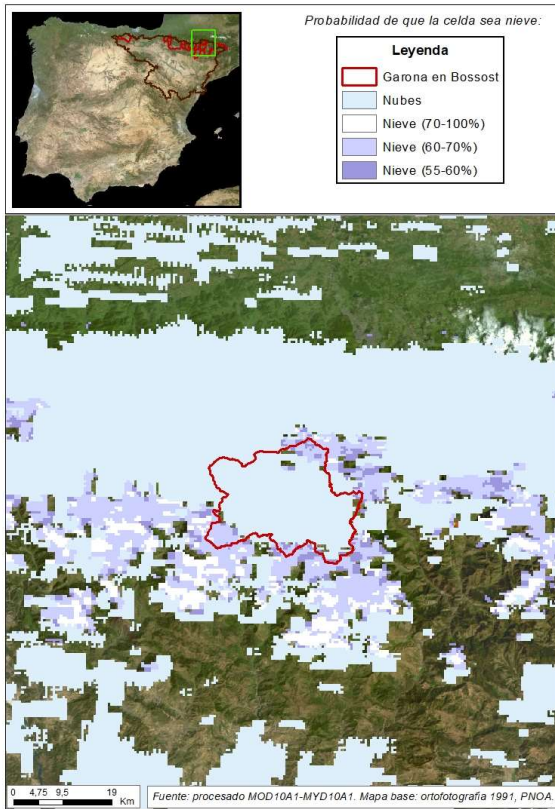 Probabilidad de que la celda sea nieve:
Leyenda
Garona en Bossost
Nubes
Nieve (70-100%)
Nieve (60-70%)
Nieve (55-60%)
0 4,75 9,5 19
Km
Fuente: procesado MOD10A1-MYD10A1. Mapa base: ortofotografía 1991, PNOA.